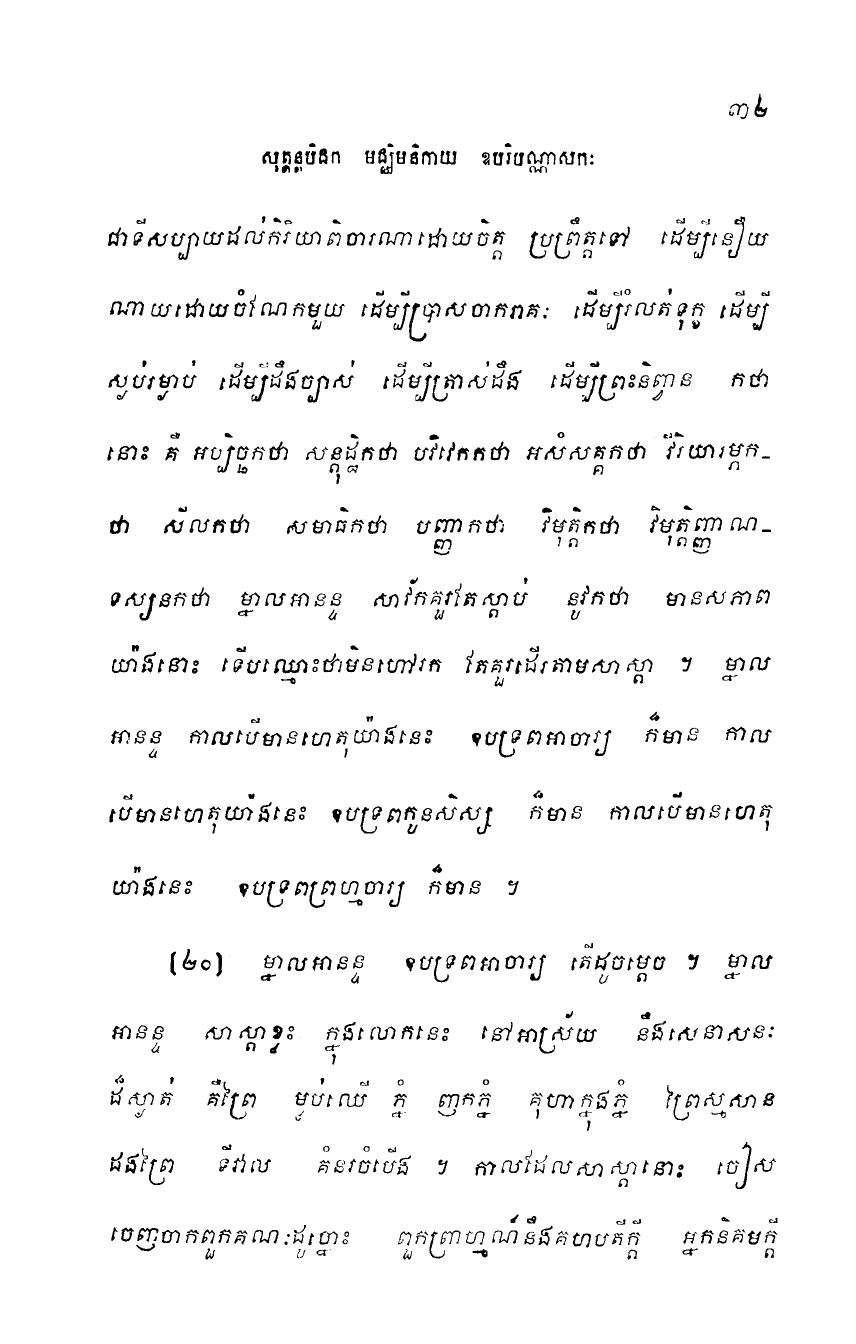 ៣២
សុត្តន្តបិដក មជ្ឈិមនិកាយ ឧបរិបណ្ណាសកៈ
ជាទីសប្បាយដល់កិរិយាពិចារណាដោយចិត្ត ប្រព្រឹត្តទៅ ដើម្បីនឿយ
ណាយដោយចំណែកមួយ ដើម្បីប្រាសចាករាគៈ ដើម្បីរំលត់ទុក្ខ ដើម្បី
ស្ងប់រម្ងាប់ ដើម្បីដឹងច្បាស់ ដើម្បីត្រាស់ដឹង ដើម្បីព្រះនិព្វាន កថា
នោះ គឺ អប្បិច្ឆកថា សន្តុដ្ឋិកថា បវិវេកកថា អសំសគ្គកថា វីរិយារម្ភក-
ថា សីលកថា សមាធិកថា បញ្ញាកថា វិមុត្តិកថា វិមុត្តិញ្ញាណ-
ទស្សនកថា ម្នាលអានន្ទ សាវ័កគួរតែស្តាប់ នូវកថា មានសភាព
យ៉ាងនោះ ទើបឈ្មោះថាមិនហៅរក តែគួរដើរតាមសាស្តា ។ ម្នាល
អានន្ទ កាលបើមានហេតុយ៉ាងនេះ ឧបទ្រពអាចារ្យ ក៏មាន កាល
បើមានហេតុយ៉ាងនេះ ឧបទ្រពកូនសិស្ស ក៏មាន កាលបើមានហេតុ
យ៉ាងនេះ ឧបទ្រពព្រហ្មចារ្យ ក៏មាន ។
(២០) ម្នាលអានន្ទ ឧបទ្រពអាចារ្យ តើដូចម្តេច ។ ម្នាល
អានន្ទ សាស្តាខ្លះ ក្នុងលោកនេះ នៅអាស្រ័យ នឹងសេនាសនៈ
ដ៏ស្ងាត់ គឺព្រៃ ម្លប់ឈើ ភ្នំ ញកភ្នំ គុហាក្នុងភ្នំ ព្រៃស្មសាន
ដងព្រៃ ទីវាល គំនរចំបើង ។ កាលដែលសាស្តានោះ ចៀស
ចេញចាកពួកគណៈដូច្នោះ ពួកព្រាហ្មណ៍នឹងគហបតីក្តី អ្នកនិគមក្តី